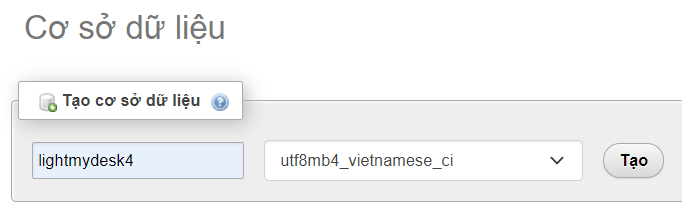 Cơ sở dữ liệu
Tạo cơ sở dữ liệu
lightmydesk4 utf8mb4_vietnamese_ci Tạo